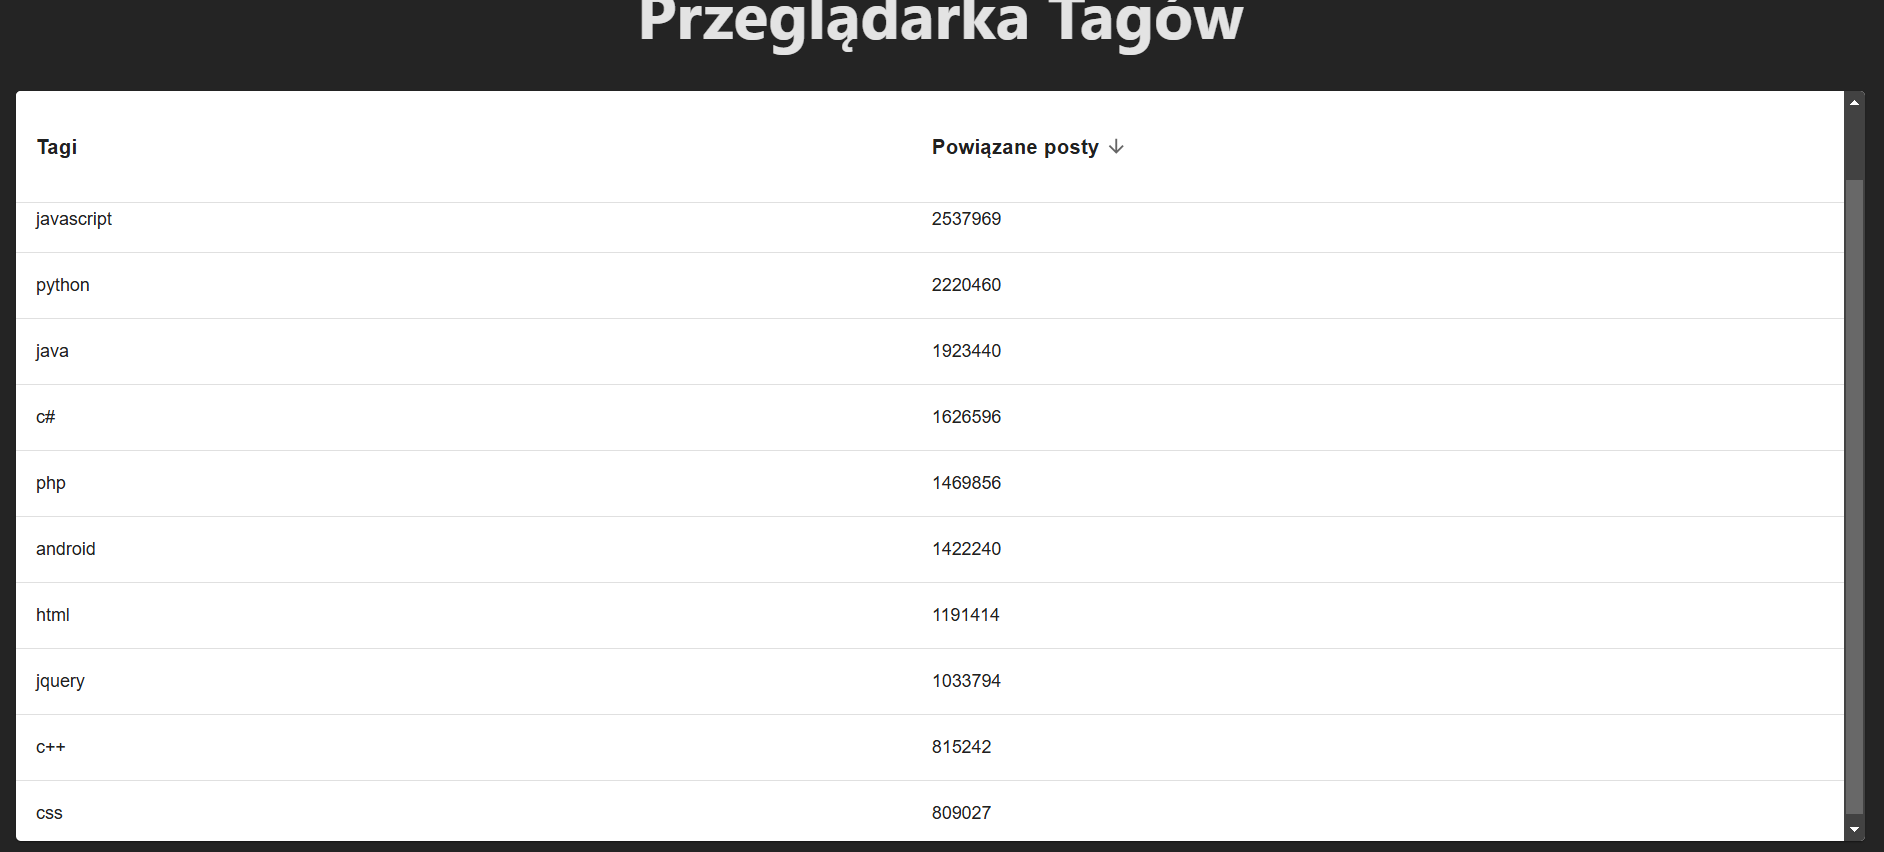 Przeglądarka Tagów
Tagi Powiązane posty
javascript 2537969
python 2220460
java 1923440
c# 1626596
php 1469856
android 1422240
html 1191414
jquery 1033794
c++ 815242
css 809027